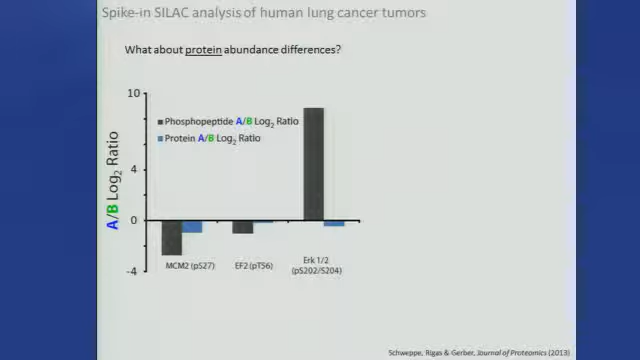 Spike-in SILAC analysis of human lung cancer tumors
What about protein abundance differences?
10
Phosphopeptide A/B Log2 Ratio
Protein A/B Log2 Ratio
A/B Log2 Ratio
4
0
-4
MCM2 (pS27)
EF2 (pT56)
Erk 1/2
(pS202/S204)
Schweppe, Rigas & Gerber, Journal of Proteomics (2013)